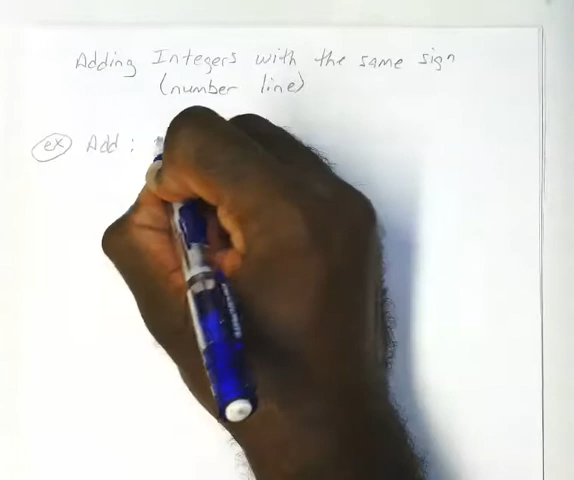 Adding Integers with the same sign
(number line)
ex Add :